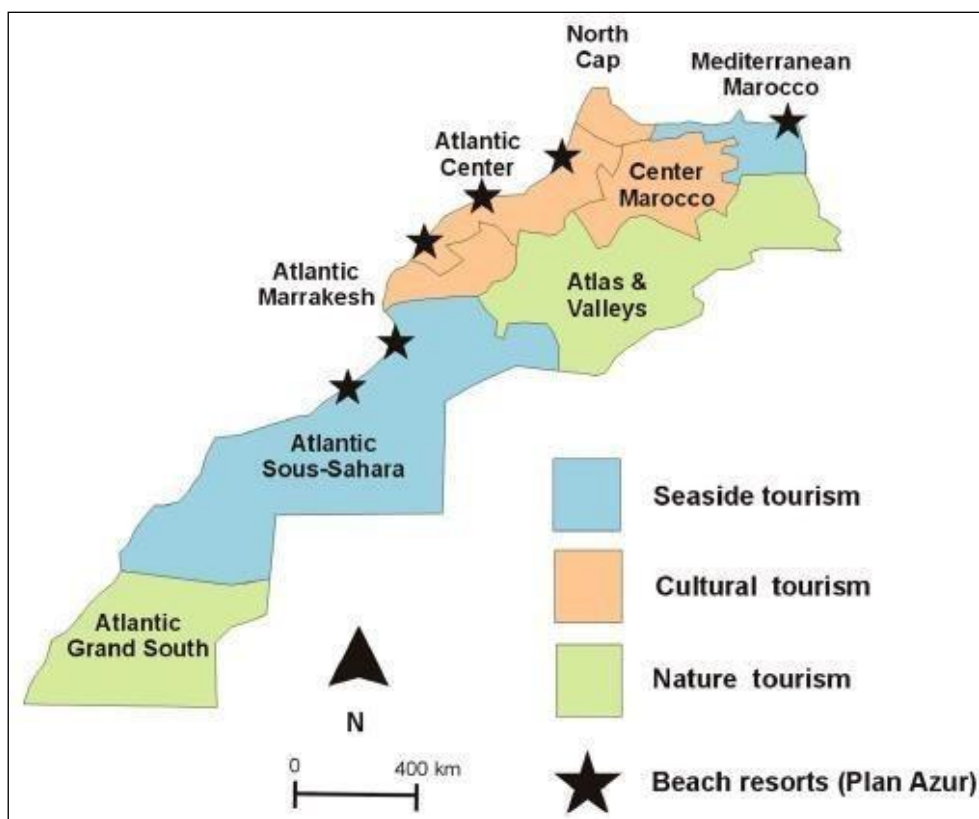 North
Cap
Mediterranean
Marocco
Atlantic
Center
Center
Marocco
Atlantic
Marrakesh
Atlas &
Valleys
Atlantic
Sous-Sahara
Seaside tourism
Cultural tourism
Atlantic
Grand South
Nature tourism
N
0
400 km
Beach resorts (Plan Azur)